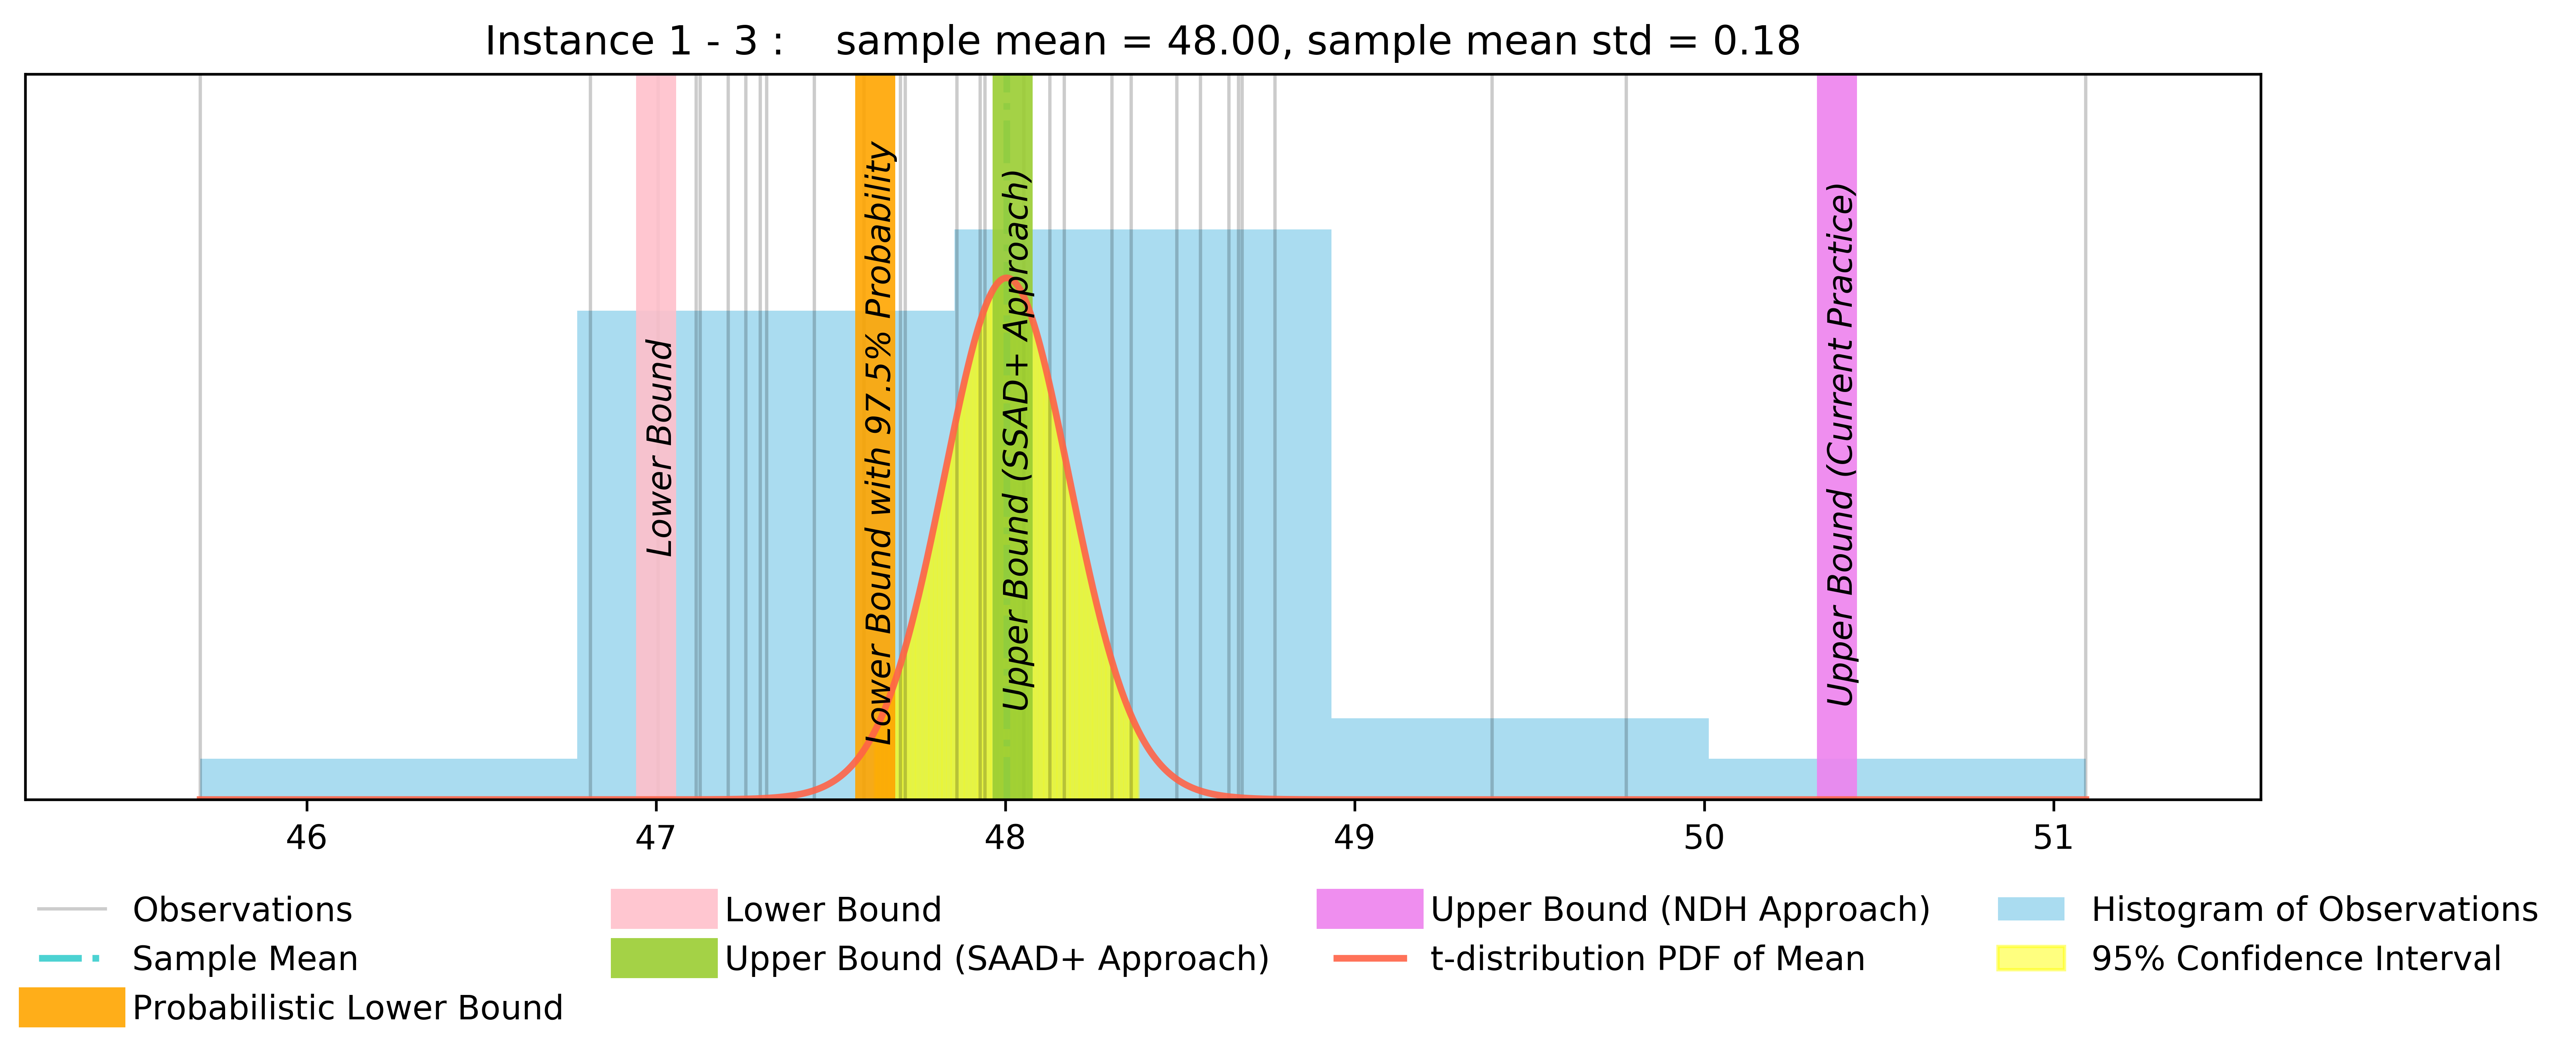 Instance 1 - 3 :    sample mean = 48.00, sample mean std = 0.18
Lower Bound
Lower Bound with 97.5% Probability
Upper Bound (SSAD+ Approach)
Upper Bound (Current Practice)
46 47 48 49 50 51
Observations
Sample Mean
Probabilistic Lower Bound
Lower Bound
Upper Bound (SAAD+ Approach)
Upper Bound (NDH Approach)
t-distribution PDF of Mean
Histogram of Observations
95% Confidence Interval